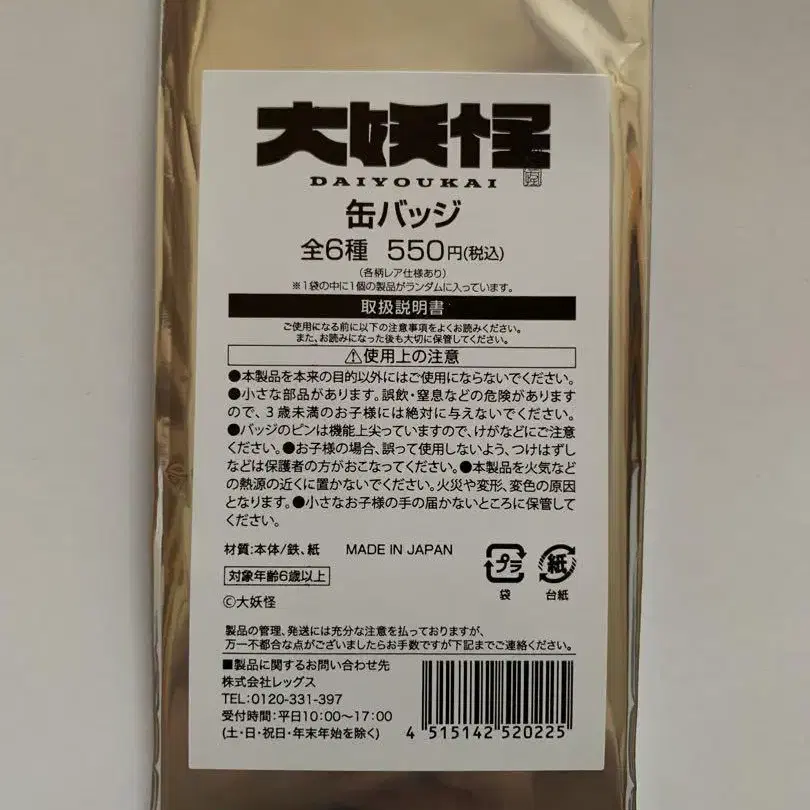 大妖怪
DAIYOUKAI
缶バッジ
全6種 550円(税込)
(各柄レア仕様あり)
※1袋の中に1個の製品がランダムに入っています。
取扱説明書
ご使用になる前に以下の注意事項をよくお読みください。
また、お読みになった後も大切に保管してください。
⚠使用上の注意
●本製品を本来の目的以外にはご使用にならないでください。
●小さな部品があります。誤飲・窒息などの危険があります
ので、3歳未満のお子様には絶対に与えないでください。
●バッジのピンは機能上尖っていますので、けがなどにご注意
ください。●お子様の場合、誤って使用しないよう、つけはずし
などは保護者の方がおこなってください。●本製品を火気など
の熱源の近くに置かないでください。火災や変形、変色の原因
となります。●小さなお子様の手の届かないところに保管して
ください。
材質:本体/鉄、紙 MADE IN JAPAN
プラ 紙
袋 台紙
対象年齢6歳以上
©大妖怪
製品の管理、発送には充分な注意を払っておりますが、
万一不都合な点がございましたらお手数ですが下記までご連絡ください。
■製品に関するお問い合わせ先
株式会社レッグス
TEL:0120-331-397
受付時間:平日10:00~17:00
(土・日・祝日・年末年始を除く)
4 515142 520225